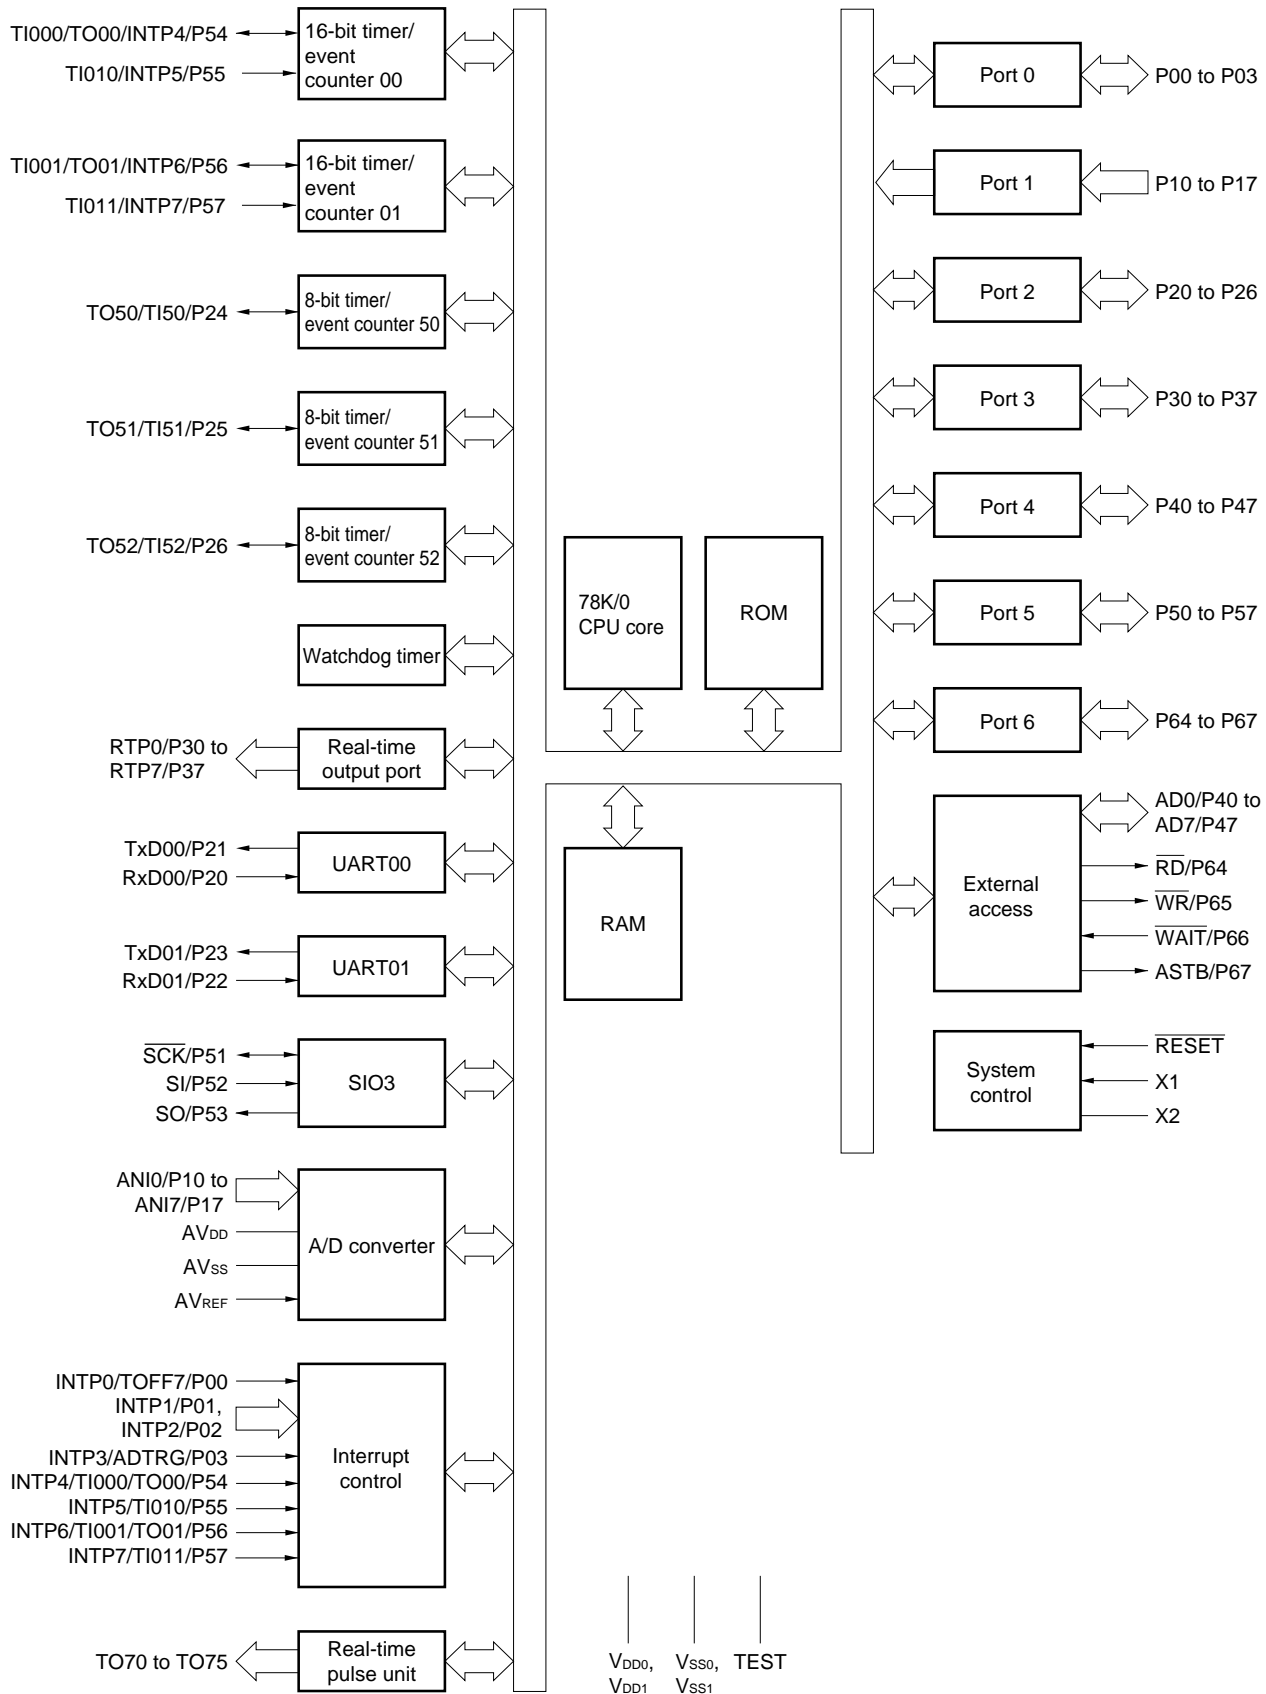 TI000/TO00/INTP4/P54
TI010/INTP5/P55
16-bit timer/
event
counter 00
TI001/TO01/INTP6/P56
TI011/INTP7/P57
16-bit timer/
event
counter 01
TO50/TI50/P24
8-bit timer/
event counter 50
TO51/TI51/P25
8-bit timer/
event counter 51
TO52/TI52/P26
8-bit timer/
event counter 52
Watchdog timer
RTP0/P30 to
RTP7/P37
Real-time
output port
TxD00/P21
RxD00/P20
UART00
TxD01/P23
RxD01/P22
UART01
SCK/P51
SI/P52
SO/P53
SIO3
ANI0/P10 to
ANI7/P17
AVDD
AVSS
AVREF
A/D converter
INTP0/TOFF7/P00
INTP1/P01,
INTP2/P02
INTP3/ADTRG/P03
INTP4/TI000/TO00/P54
INTP5/TI010/P55
INTP6/TI001/TO01/P56
INTP7/TI011/P57
Interrupt
control
TO70 to TO75
Real-time
pulse unit
78K/0
CPU core
ROM
RAM
VDD0,
VDD1
VSS0,
VSS1
TEST
Port 0
P00 to P03
Port 1
P10 to P17
Port 2
P20 to P26
Port 3
P30 to P37
Port 4
P40 to P47
Port 5
P50 to P57
Port 6
P64 to P67
External
access
AD0/P40 to
AD7/P47
RD/P64
WR/P65
WAIT/P66
ASTB/P67
System
control
RESET
X1
X2